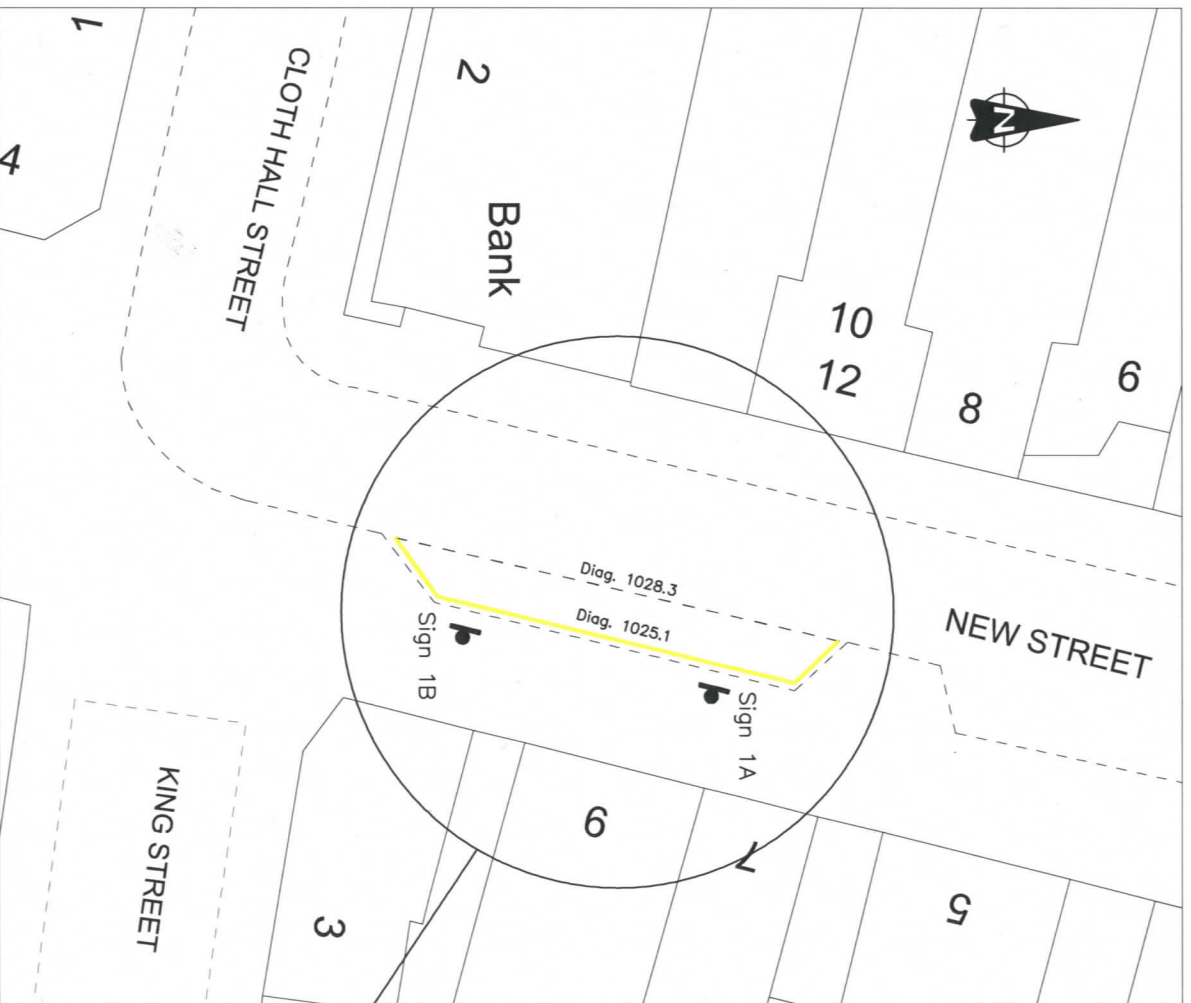 1
4
CLOTH HALL STREET
2
Bank
N
10
12
8
6
Diag. 1028.3
Diag. 1025.1
Sign 1B
Sign 1A
NEW STREET
KING STREET
3
9
7
5